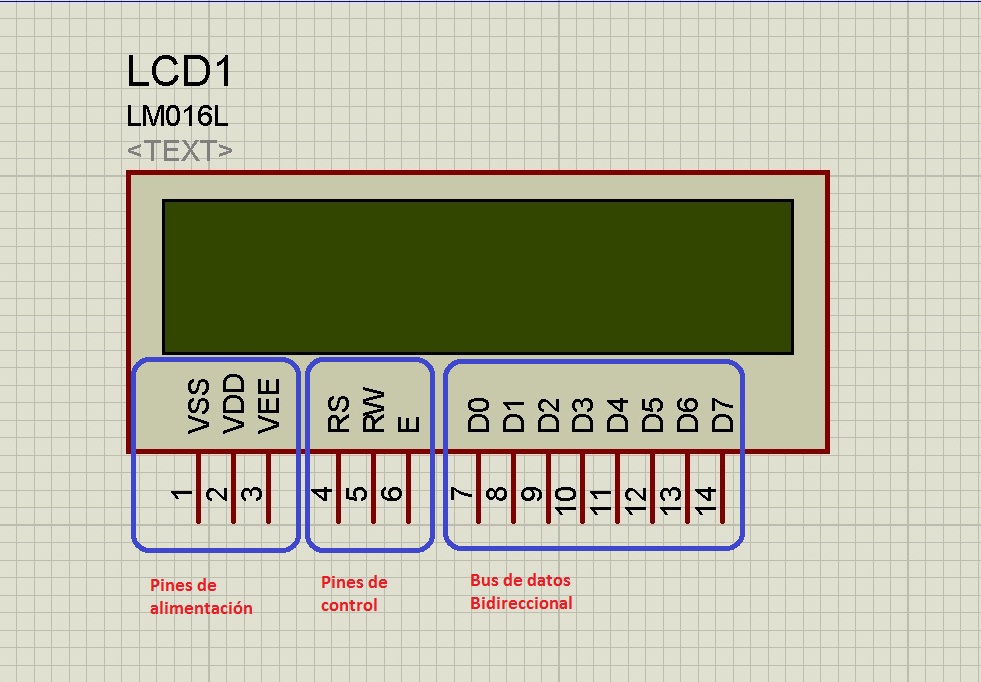 LCD1
LM016L
<TEXT>
VSS
VDD
VEE
RS
RW
E
D0
D1
D2
D3
D4
D5
D6
D7
1
2
3
4
5
6
7
8
9
10
11
12
13
14
Pines de
alimentación
Pines de
control
Bus de datos
Bidireccional